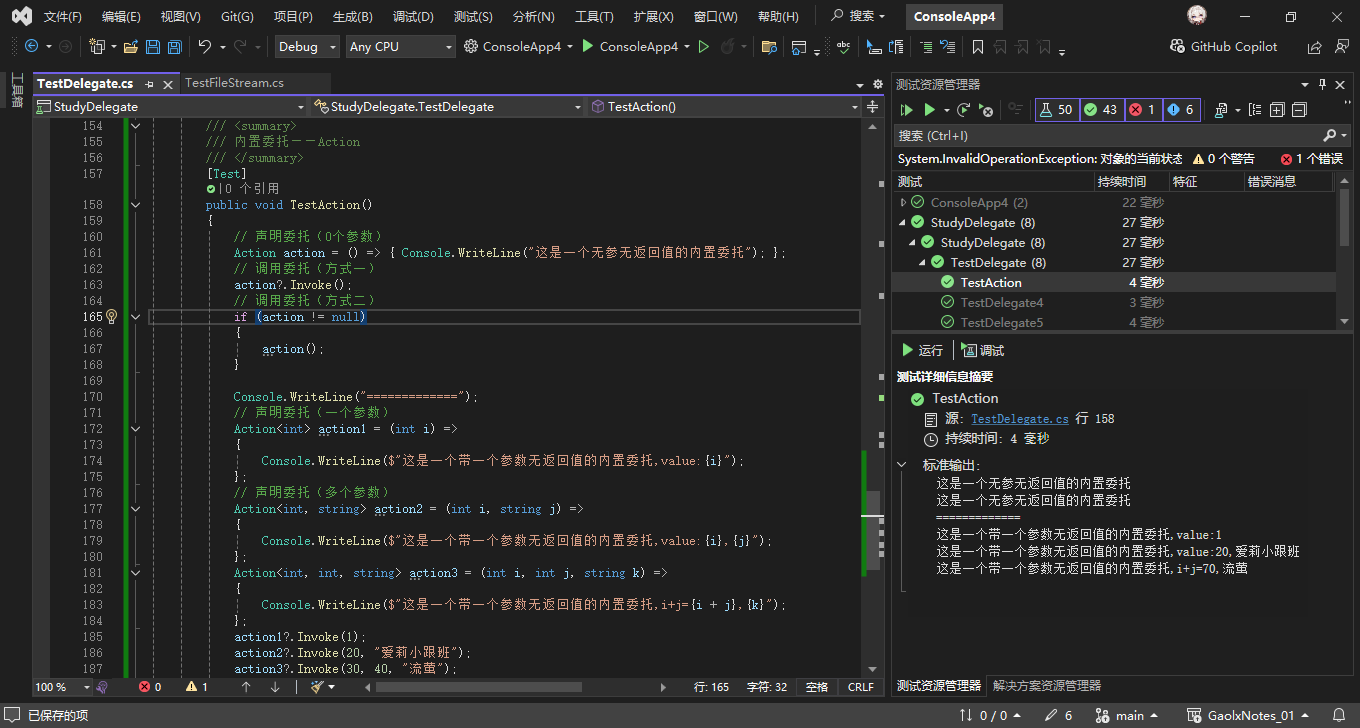 文件(F) 编辑(E) 视图(V) Git(G) 项目(P) 生成(B) 调试(D) 测试(S) 分析(N) 工具(T) 扩展(X) 窗口(W) 帮助(H) 搜索 ConsoleApp4
Debug Any CPU ConsoleApp4 ConsoleApp4 abc GitHub Copilot
工具箱
TestDelegate.cs TestFileStream.cs
StudyDelegate StudyDelegate.TestDelegate TestAction()
154 /// <summary>
155 /// 内置委托－－Action
156 /// </summary>
157 [Test]
|0 个引用
158 public void TestAction()
159 {
160 // 声明委托（0个参数）
161 Action action = () => { Console.WriteLine("这是一个无参无返回值的内置委托"); };
162 // 调用委托（方式一）
163 action?.Invoke();
164 // 调用委托（方式二）
165 if (action != null)
166 {
167 action();
168 }
169
170 Console.WriteLine("=============");
171 // 声明委托（一个参数）
172 Action<int> action1 = (int i) =>
173 {
174 Console.WriteLine($"这是一个带一个参数无返回值的内置委托,value:{i}");
175 };
176 // 声明委托（多个参数）
177 Action<int, string> action2 = (int i, string j) =>
178 {
179 Console.WriteLine($"这是一个带一个参数无返回值的内置委托,value:{i},{j}");
180 };
181 Action<int, int, string> action3 = (int i, int j, string k) =>
182 {
183 Console.WriteLine($"这是一个带一个参数无返回值的内置委托,i+j={i + j},{k}");
184 };
185 action1?.Invoke(1);
186 action2?.Invoke(20, "爱莉小跟班");
187 action3?.Invoke(30, 40, "流萤");
100 % 0 1 行: 165 字符: 32 空格 CRLF
测试资源管理器
50 43 1 6
搜索 (Ctrl+I)
System.InvalidOperationException: 对象的当前状态 0 个警告 1 个错误
测试 持续时间 特征 错误消息
ConsoleApp4 (2) 22 毫秒
StudyDelegate (8) 27 毫秒
StudyDelegate (8) 27 毫秒
TestDelegate (8) 27 毫秒
TestAction 4 毫秒
TestDelegate4 3 毫秒
TestDelegate5 4 毫秒
运行 调试
测试详细信息摘要
TestAction
源: TestDelegate.cs 行 158
持续时间: 4 毫秒
标准输出:
这是一个无参无返回值的内置委托
这是一个无参无返回值的内置委托
=============
这是一个带一个参数无返回值的内置委托,value:1
这是一个带一个参数无返回值的内置委托,value:20,爱莉小跟班
这是一个带一个参数无返回值的内置委托,i+j=70,流萤
测试资源管理器 解决方案资源管理器
已保存的项 0 / 0 6 main GaolxNotes_01